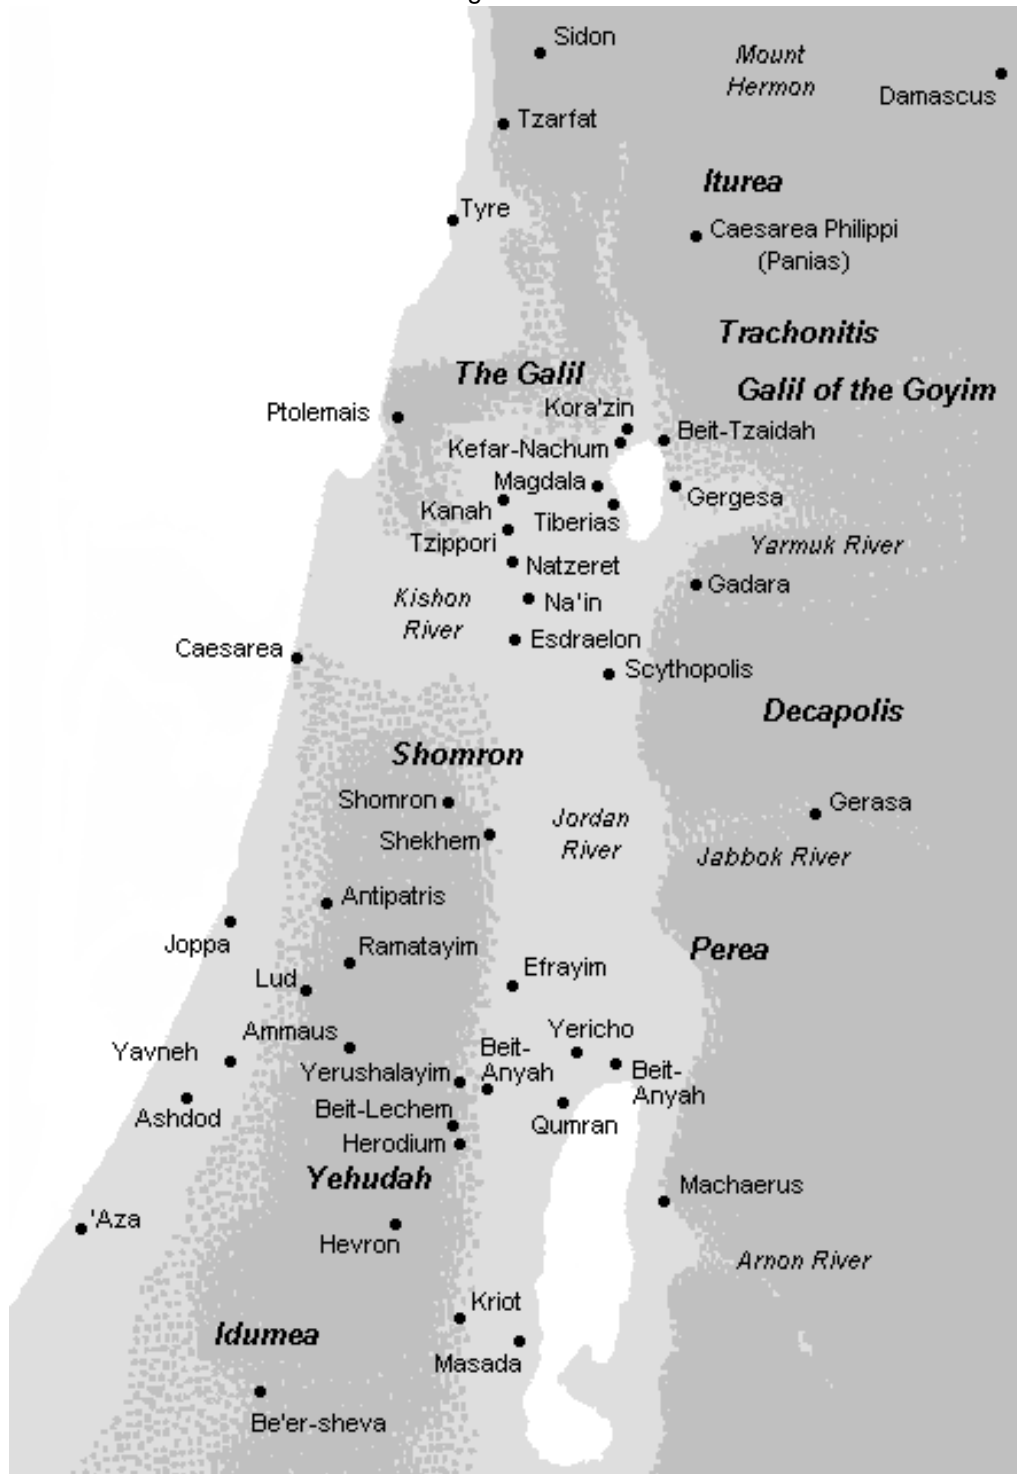 Sidon
Mount
Hermon
Damascus
Tzarfat
Iturea
Tyre
Caesarea Philippi
(Panias)
Trachonitis
The Galil
Galil of the Goyim
Ptolemais
Kora'zin
Beit-Tzaidah
Kefar-Nachum
Magdala
Gergesa
Kanah
Tiberias
Tzippori
Yarmuk River
Natzeret
Gadara
Kishon
River
Na'in
Esdraelon
Caesarea
Scythopolis
Decapolis
Shomron
Shomron
Gerasa
Jordan
River
Shekhem
Jabbok River
Antipatris
Joppa
Ramatayim
Perea
Lud
Efrayim
Ammaus
Yericho
Yavneh
Beit-
Anyah
Yerushalayim
Beit-
Anyah
Ashdod
Beit-Lechem
Qumran
Herodium
Yehudah
Machaerus
'Aza
Hevron
Arnon River
Kriot
Idumea
Masada
Be'er-sheva